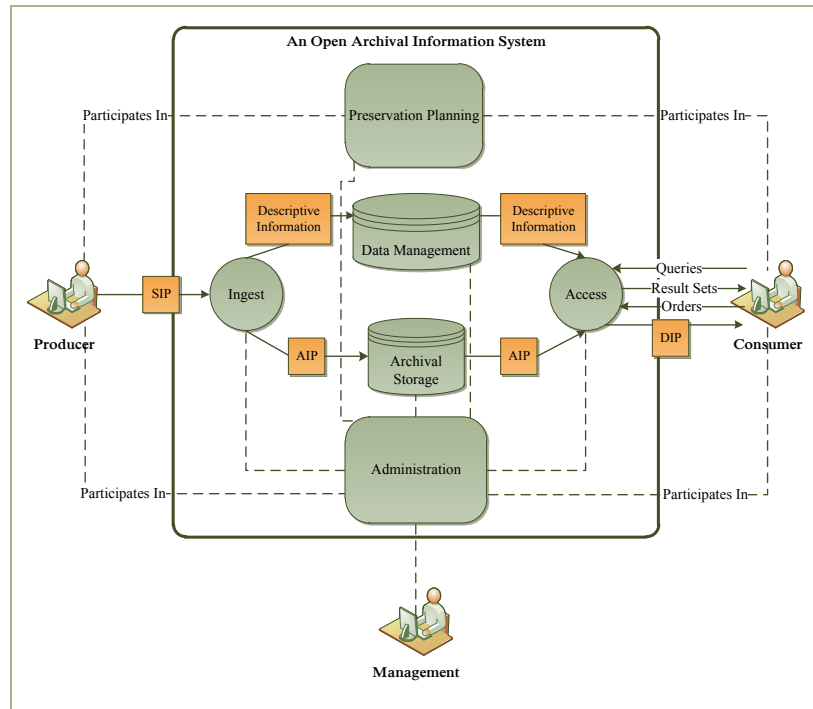 An Open Archival Information System
Preservation Planning
Participates In
Participates In
Descriptive
Information
Data Management
Descriptive
Information
Queries
SIP
Ingest
Access
Result Sets
Orders
Producer
AIP
Archival
Storage
AIP
DIP
Consumer
Administration
Participates In
Participates In
Management